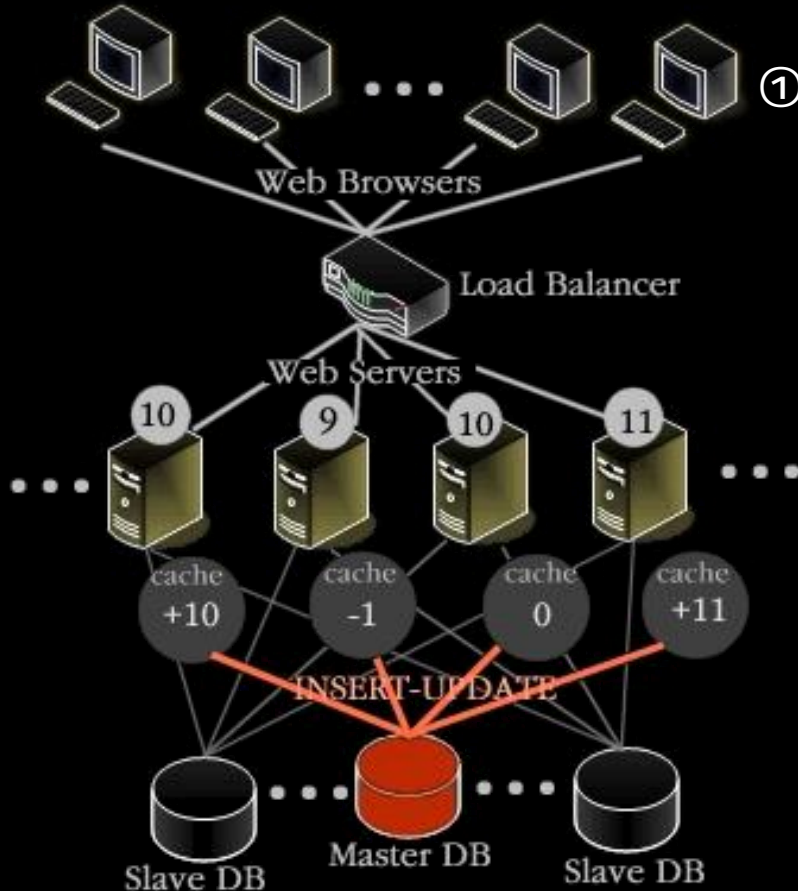 ①
Web Browsers
Load Balancer
Web Servers
10 9 10 11
cache cache cache cache
+10 -1 0 +11
INSERT-UPDATE
Slave DB Master DB Slave DB